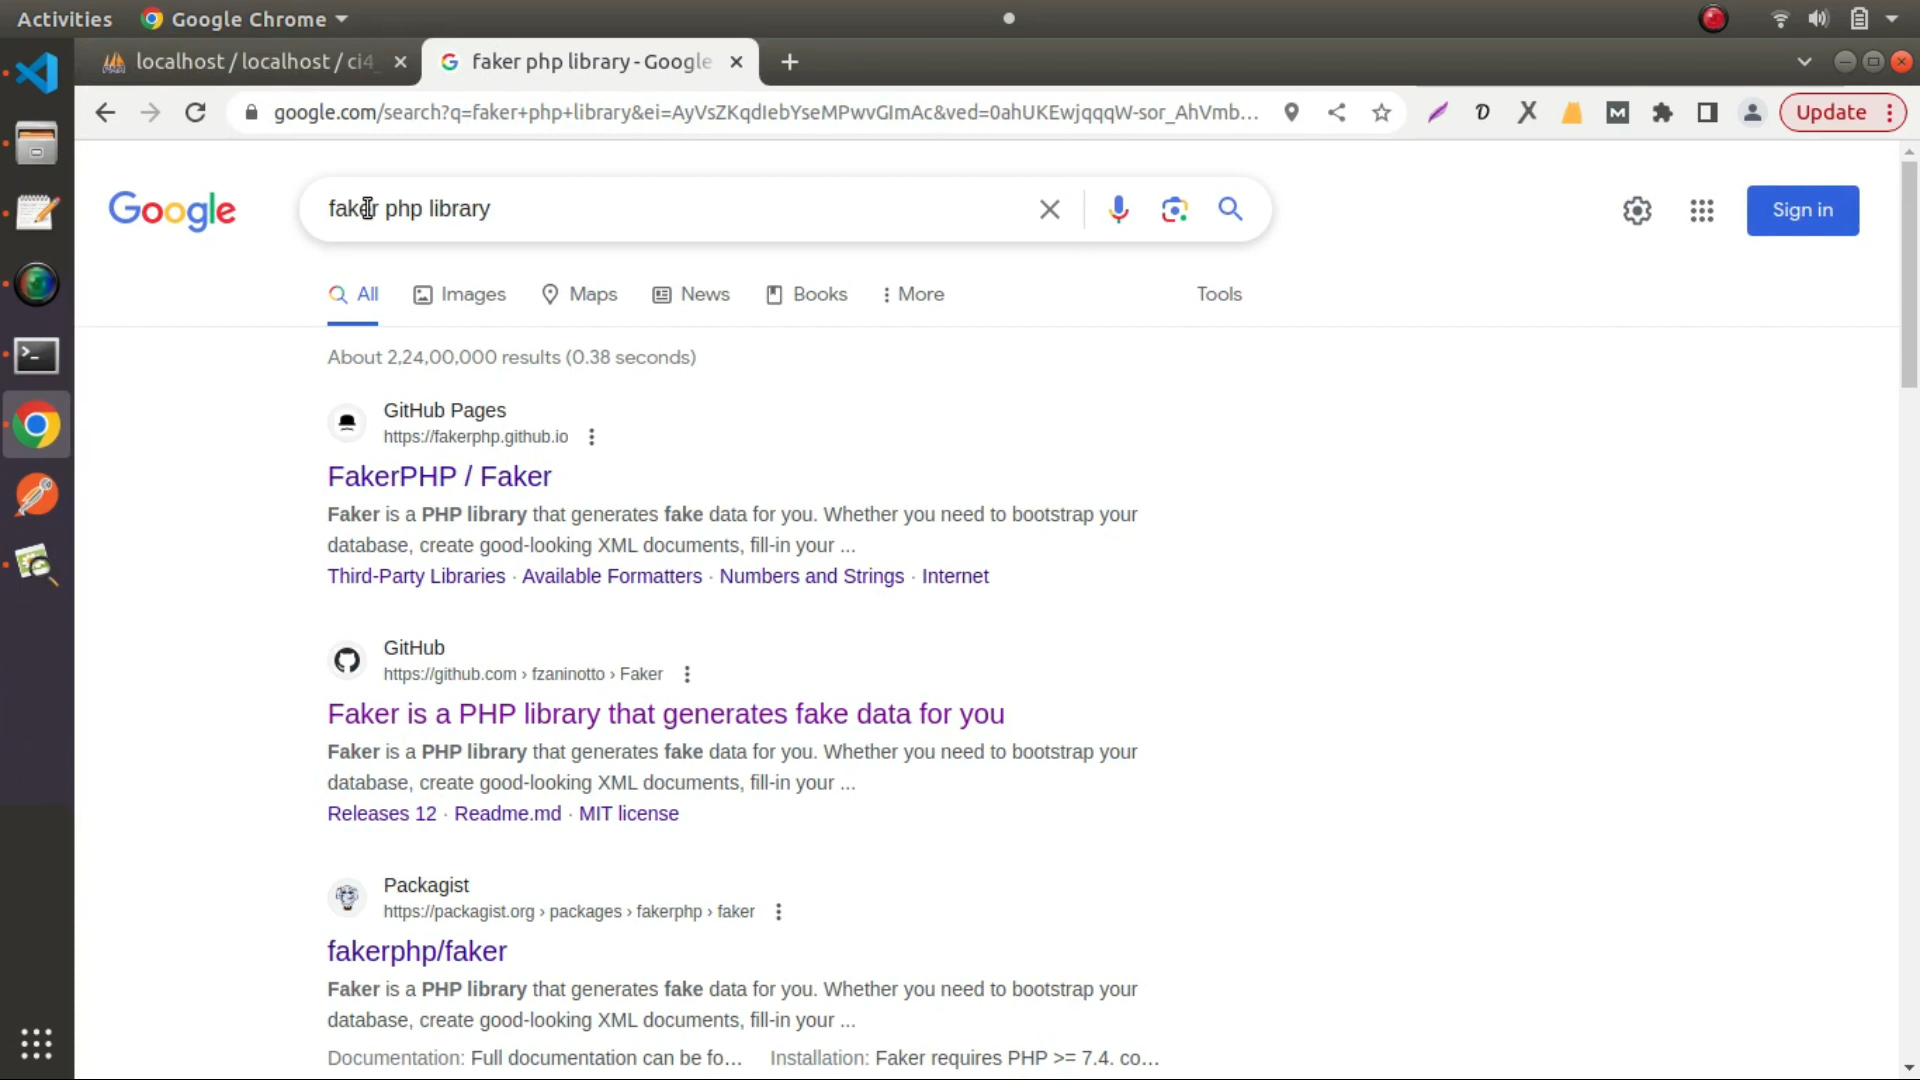 Activities
Google Chrome
localhost / localhost / ci4_
faker php library - Google
google.com/search?q=faker+php+library&ei=AyVsZKqdIebYseMPwvGImAc&ved=0ahUKEwjqqqW-sor_AhVmb...
Update
Google
faker php library
Sign in
All
Images
Maps
News
Books
More
Tools
About 2,24,00,000 results (0.38 seconds)
GitHub Pages
https://fakerphp.github.io
FakerPHP / Faker
Faker is a PHP library that generates fake data for you. Whether you need to bootstrap your
database, create good-looking XML documents, fill-in your ...
Third-Party Libraries · Available Formatters · Numbers and Strings · Internet
GitHub
https://github.com › fzaninotto › Faker
Faker is a PHP library that generates fake data for you
Faker is a PHP library that generates fake data for you. Whether you need to bootstrap your
database, create good-looking XML documents, fill-in your ...
Releases 12 · Readme.md · MIT license
Packagist
https://packagist.org › packages › fakerphp › faker
fakerphp/faker
Faker is a PHP library that generates fake data for you. Whether you need to bootstrap your
database, create good-looking XML documents, fill-in your ...
Documentation: Full documentation can be fo... Installation: Faker requires PHP >= 7.4. co...